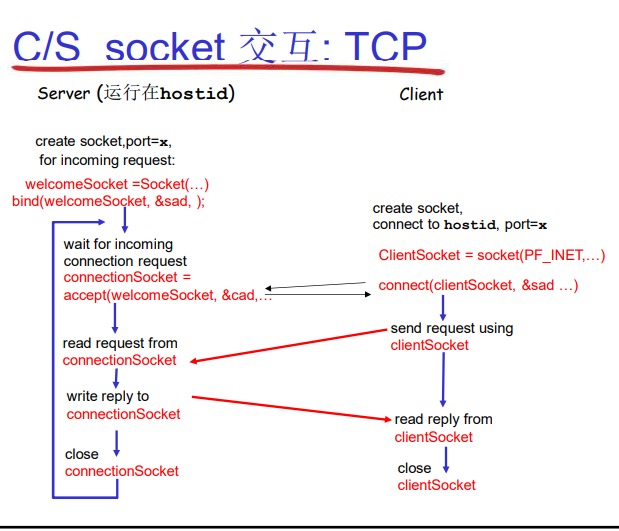 C/S socket 交互: TCP
Server (运行在hostid)
create socket,port=x,
for incoming request:
welcomeSocket =Socket(…)
bind(welcomeSocket, &sad, );
wait for incoming
connection request
connectionSocket =
accept(welcomeSocket, &cad,…
read request from
connectionSocket
write reply to
connectionSocket
close
connectionSocket
Client
create socket,
connect to hostid, port=x
ClientSocket = socket(PF_INET,…)
connect(clientSocket, &sad …)
send request using
clientSocket
read reply from
clientSocket
close
clientSocket